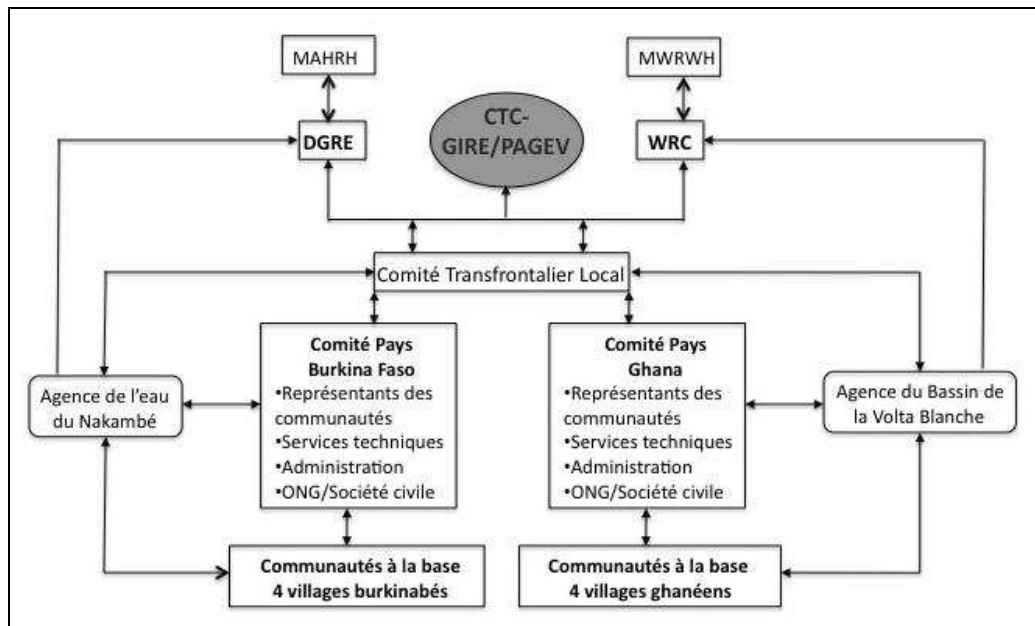 MAHRH
MWRWH
CTC-
GIRE/PAGEV
DGRE
WRC
Comité Transfrontalier Local
Comité Pays
Burkina Faso
•Représentants des
communautés
•Services techniques
•Administration
•ONG/Société civile
Comité Pays
Ghana
•Représentants des
communautés
•Services techniques
•Administration
•ONG/Société civile
Agence de l'eau
du Nakambé
Agence du Bassin de
la Volta Blanche
Communautés à la base
4 villages burkinabés
Communautés à la base
4 villages ghanéens